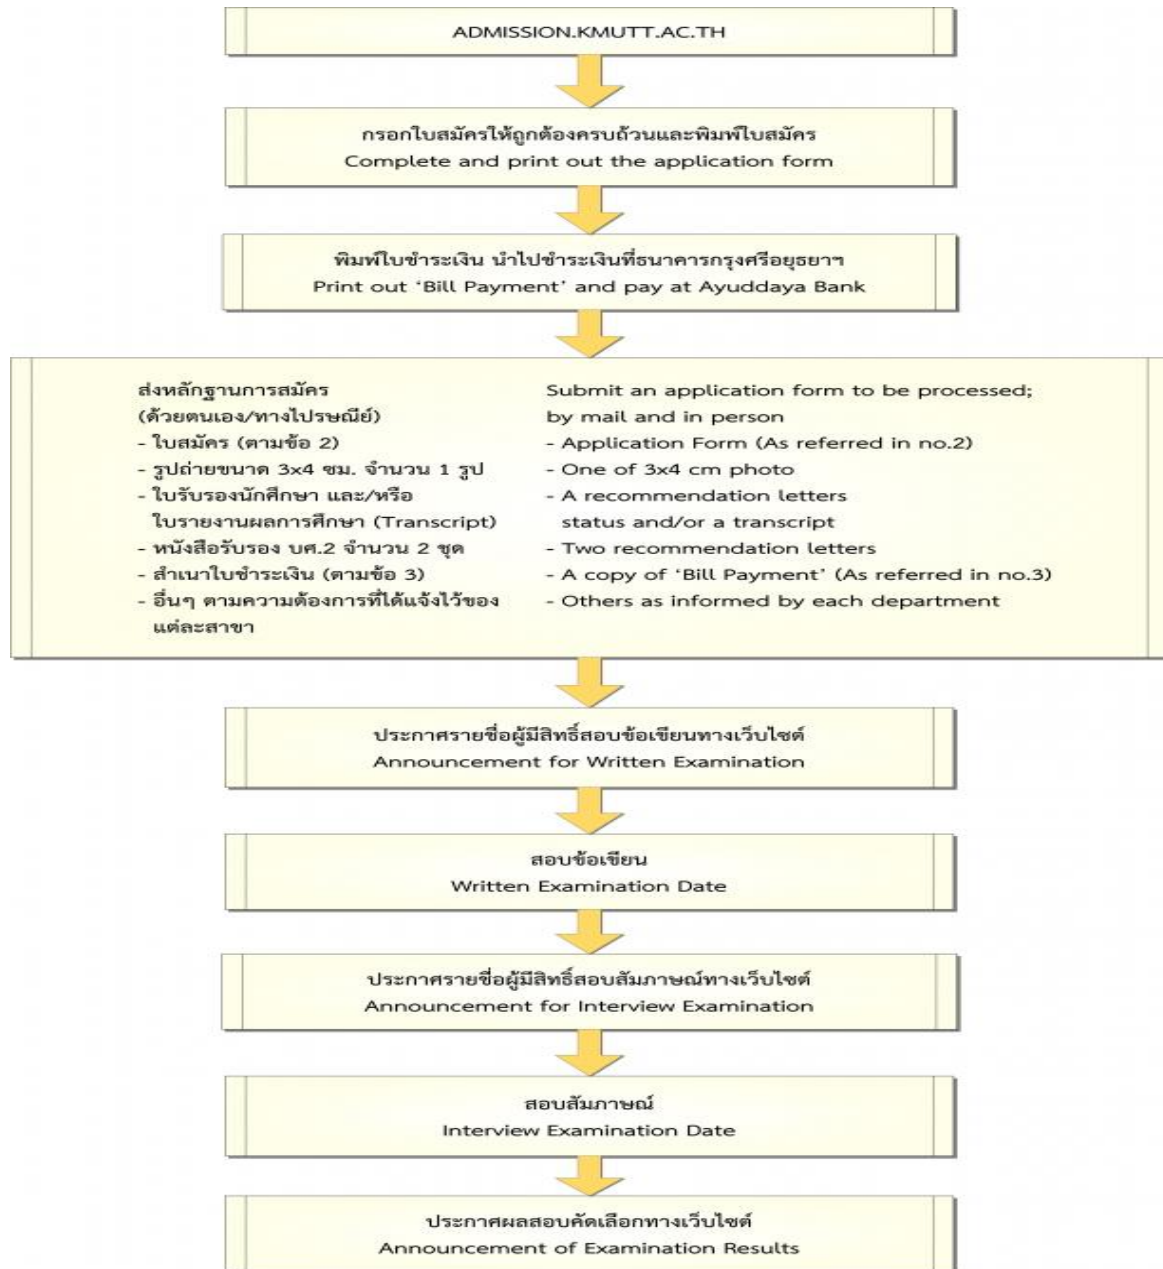 ADMISSION.KMUTT.AC.TH
กรอกใบสมัครให้ถูกต้องครบถ้วนและพิมพ์ใบสมัคร
Complete and print out the application form
พิมพ์ใบชำระเงิน นำไปชำระเงินที่ธนาคารกรุงศรีอยุธยาฯ
Print out ‘Bill Payment’ and pay at Ayuddaya Bank
ส่งหลักฐานการสมัคร
(ด้วยตนเอง/ทางไปรษณีย์)
- ใบสมัคร (ตามข้อ 2)
- รูปถ่ายขนาด 3x4 ซม. จำนวน 1 รูป
- ใบรับรองนักศึกษา และ/หรือ
ใบรายงานผลการศึกษา (Transcript)
- หนังสือรับรอง บศ.2 จำนวน 2 ชุด
- สำเนาใบชำระเงิน (ตามข้อ 3)
- อื่นๆ ตามความต้องการที่ได้แจ้งไว้ของ
แต่ละสาขา
Submit an application form to be processed;
by mail and in person
- Application Form (As referred in no.2)
- One of 3x4 cm photo
- A recommendation letters
status and/or a transcript
- Two recommendation letters
- A copy of ‘Bill Payment’ (As referred in no.3)
- Others as informed by each department
ประกาศรายชื่อผู้มีสิทธิ์สอบข้อเขียนทางเว็บไซต์
Announcement for Written Examination
สอบข้อเขียน
Written Examination Date
ประกาศรายชื่อผู้มีสิทธิ์สอบสัมภาษณ์ทางเว็บไซต์
Announcement for Interview Examination
สอบสัมภาษณ์
Interview Examination Date
ประกาศผลสอบคัดเลือกทางเว็บไซต์
Announcement of Examination Results